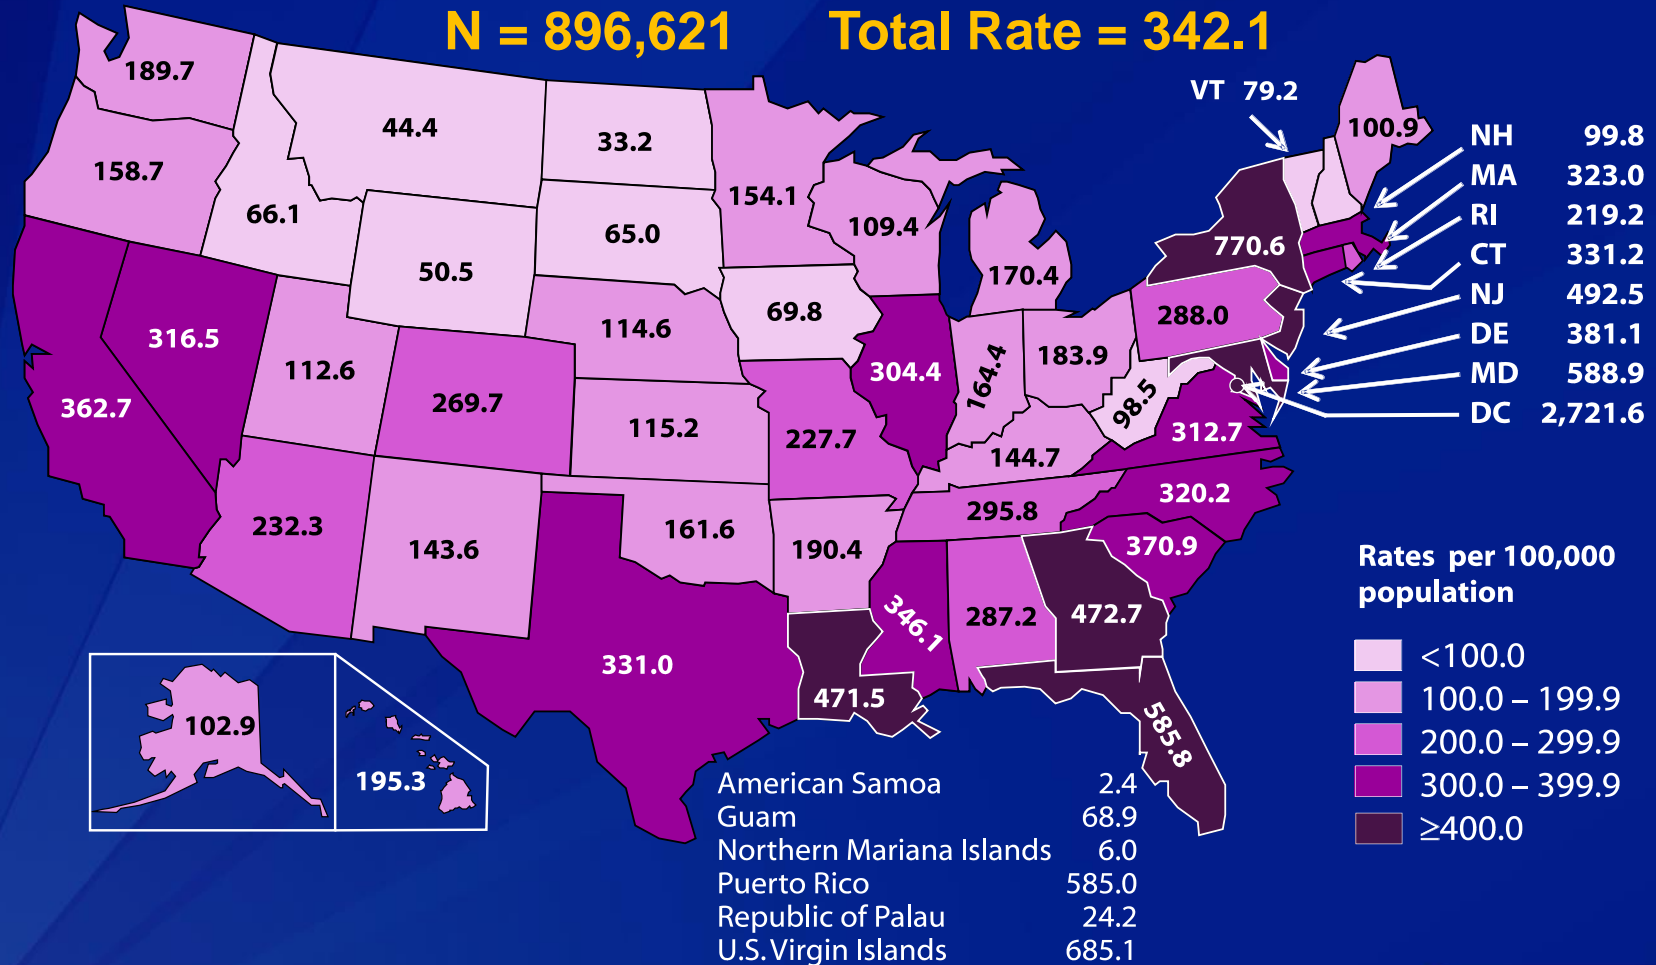 N = 896,621 Total Rate = 342.1
189.7
44.4
33.2
VT 79.2
100.9
NH 99.8
MA 323.0
RI 219.2
CT 331.2
NJ 492.5
DE 381.1
MD 588.9
DC 2,721.6
158.7
66.1
154.1
109.4
65.0
50.5
770.6
170.4
69.8
114.6
288.0
316.5
112.6
304.4
164.4
183.9
98.5
362.7
269.7
115.2
227.7
312.7
144.7
320.2
295.8
232.3
143.6
161.6
190.4
370.9
346.1
287.2
472.7
331.0
471.5
585.8
102.9
195.3
Rates per 100,000
population
<100.0
100.0 – 199.9
200.0 – 299.9
300.0 – 399.9
≥400.0
American Samoa 2.4
Guam 68.9
Northern Mariana Islands 6.0
Puerto Rico 585.0
Republic of Palau 24.2
U.S. Virgin Islands 685.1